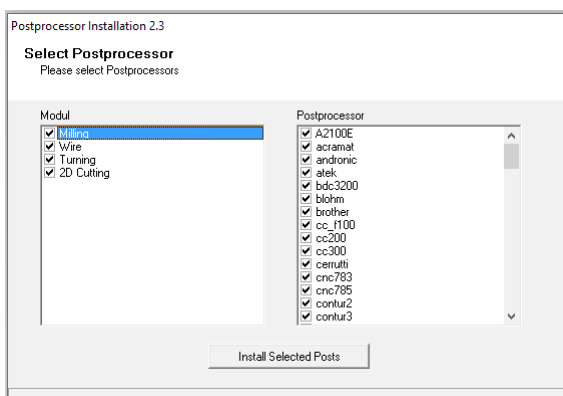 Postprocessor Installation 2.3
Select Postprocessor
Please select Postprocessors
Modul
Milling
Wire
Turning
2D Cutting
Postprocessor
A2100E
acramat
andronic
atek
bdc3200
blohm
brother
cc_f100
cc200
cc300
cerrutti
cnc783
cnc785
contur2
contur3
Install Selected Posts